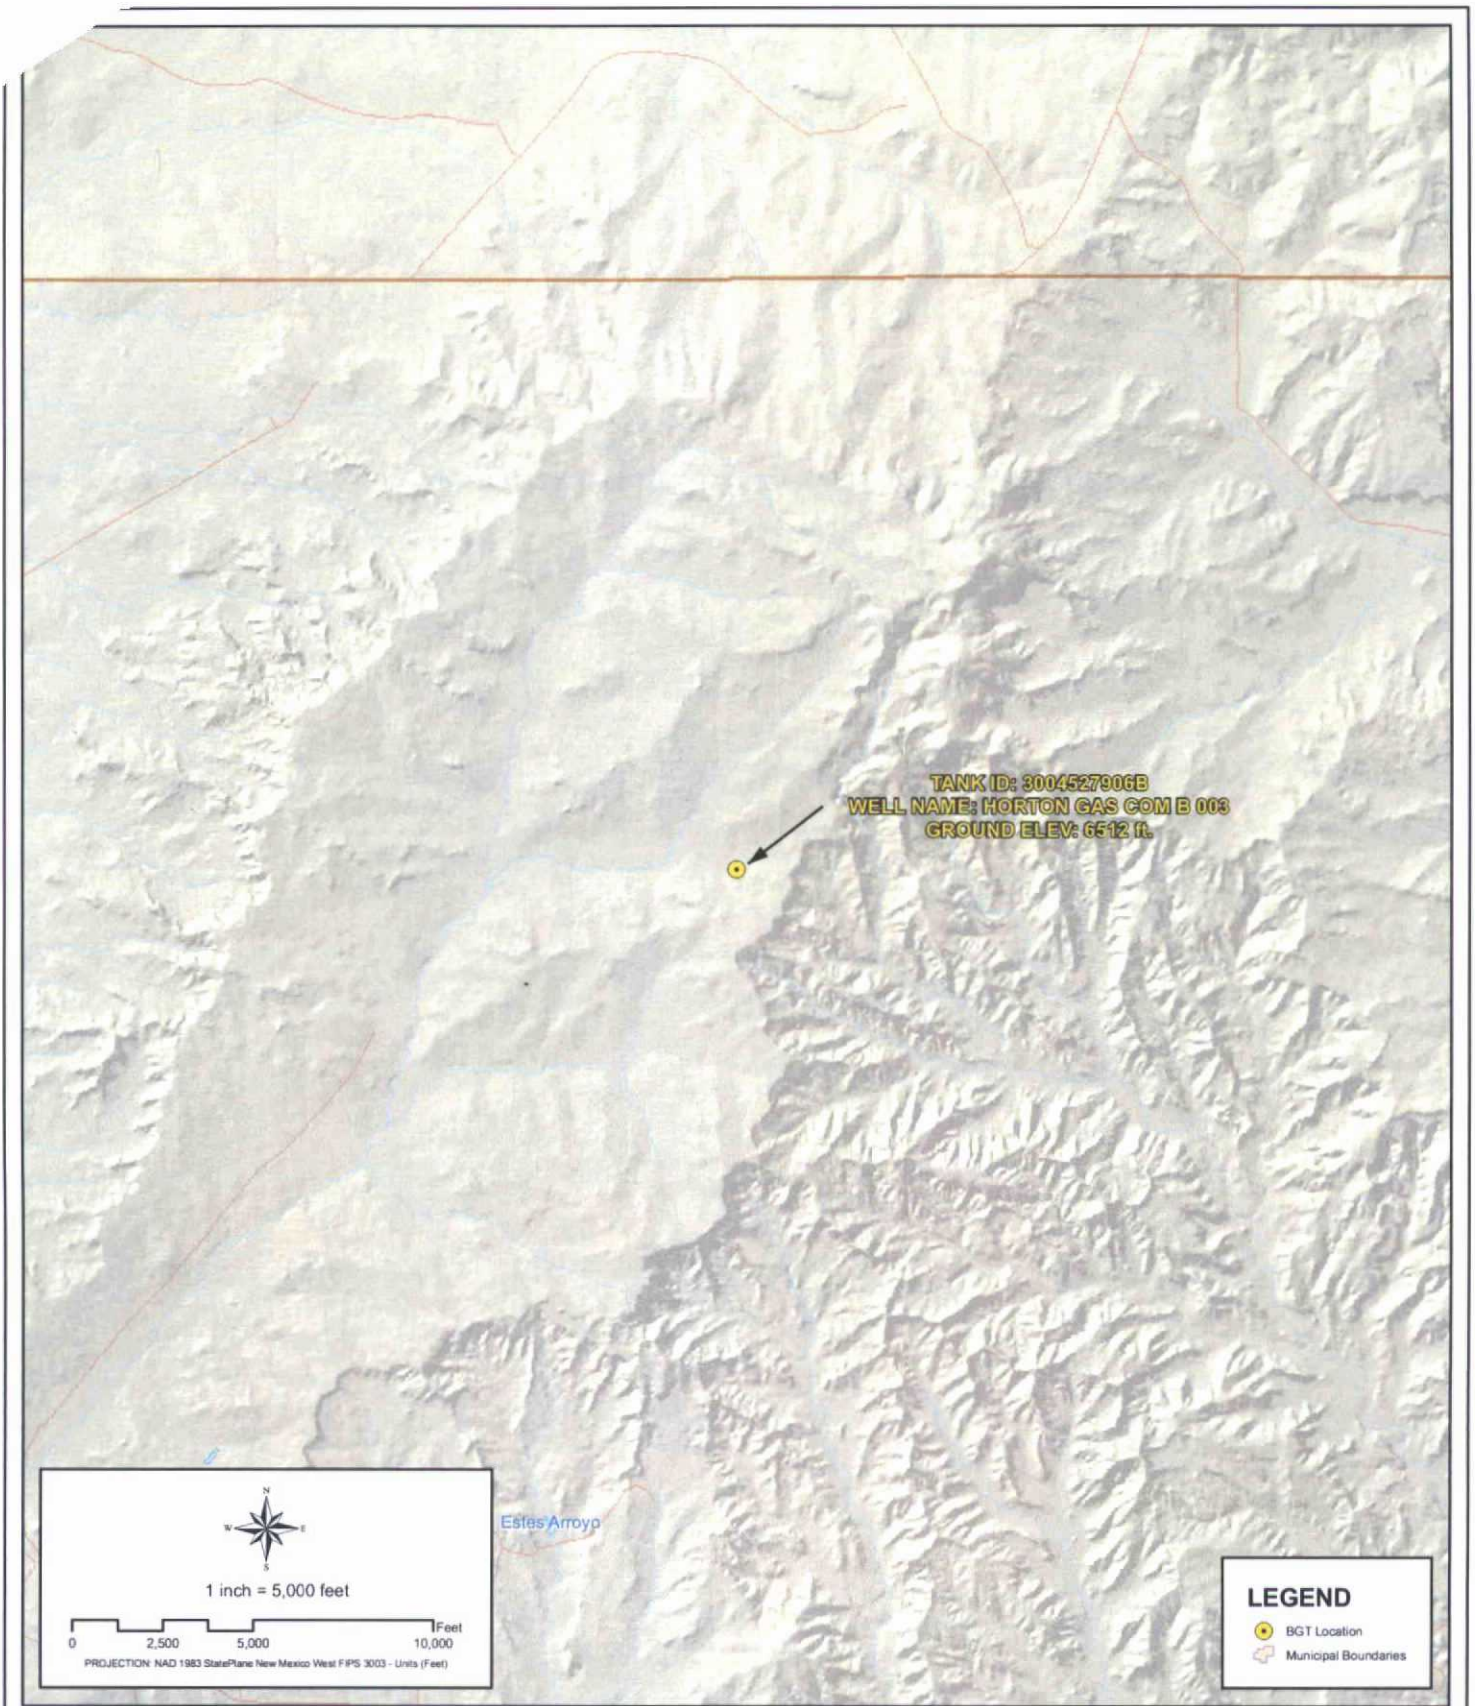 TANK ID: 3004527906B
WELL NAME: HORTON GAS COM B 003
GROUND ELEV: 6512 ft.
Estes Arroyo
N
W E
S
1 inch = 5,000 feet
Feet
0 2,500 5,000 10,000
PROJECTION: NAD 1983 StatePlane New Mexico West FIPS 3003 - Units (Feet)
LEGEND
BGT Location
Municipal Boundaries